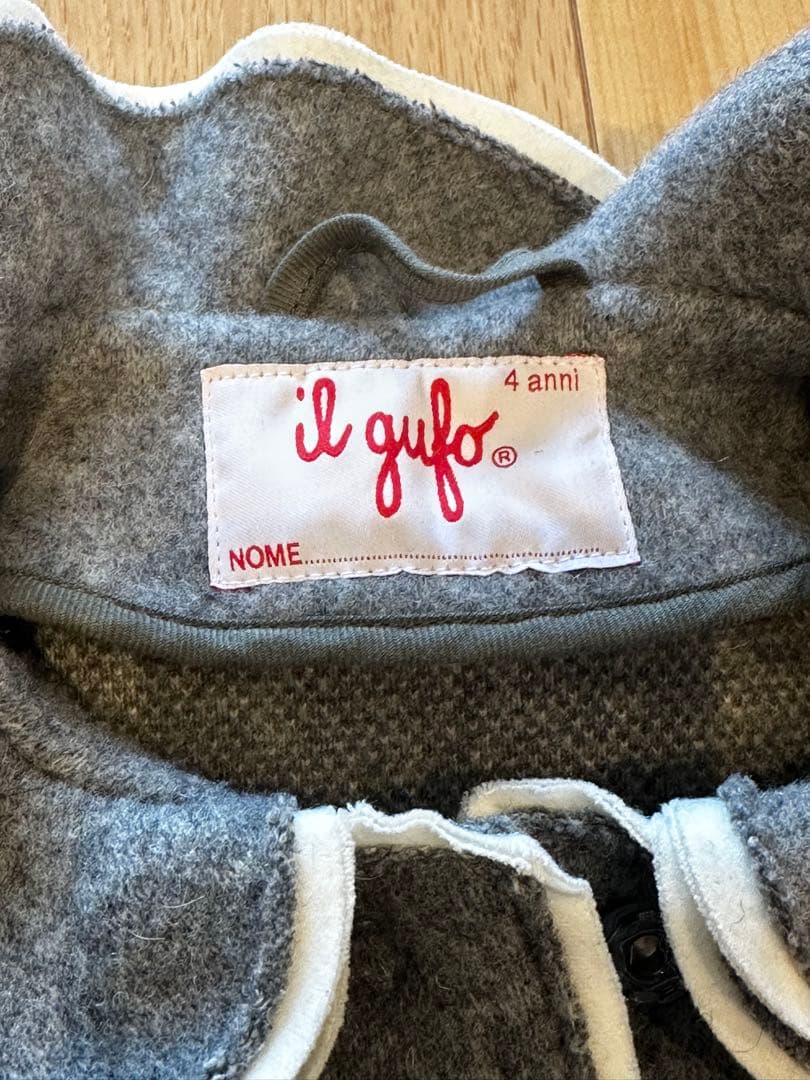 4 anni
il gufo®
NOME........................................